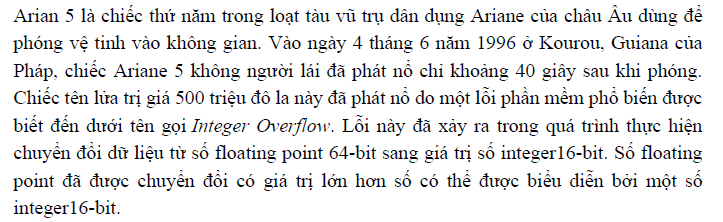 Arian 5 là chiếc thứ năm trong loạt tàu vũ trụ dân dụng Ariane của châu Âu dùng để
phóng vệ tinh vào không gian. Vào ngày 4 tháng 6 năm 1996 ở Kourou, Guiana của
Pháp, chiếc Ariane 5 không người lái đã phát nổ chỉ khoảng 40 giây sau khi phóng.
Chiếc tên lửa trị giá 500 triệu đô la này đã phát nổ do một lỗi phần mềm phổ biến được
biết đến dưới tên gọi Integer Overflow. Lỗi này đã xảy ra trong quá trình thực hiện
chuyển đổi dữ liệu từ số floating point 64-bit sang giá trị số integer16-bit. Số floating
point đã được chuyển đổi có giá trị lớn hơn số có thể được biểu diễn bởi một số
integer16-bit.